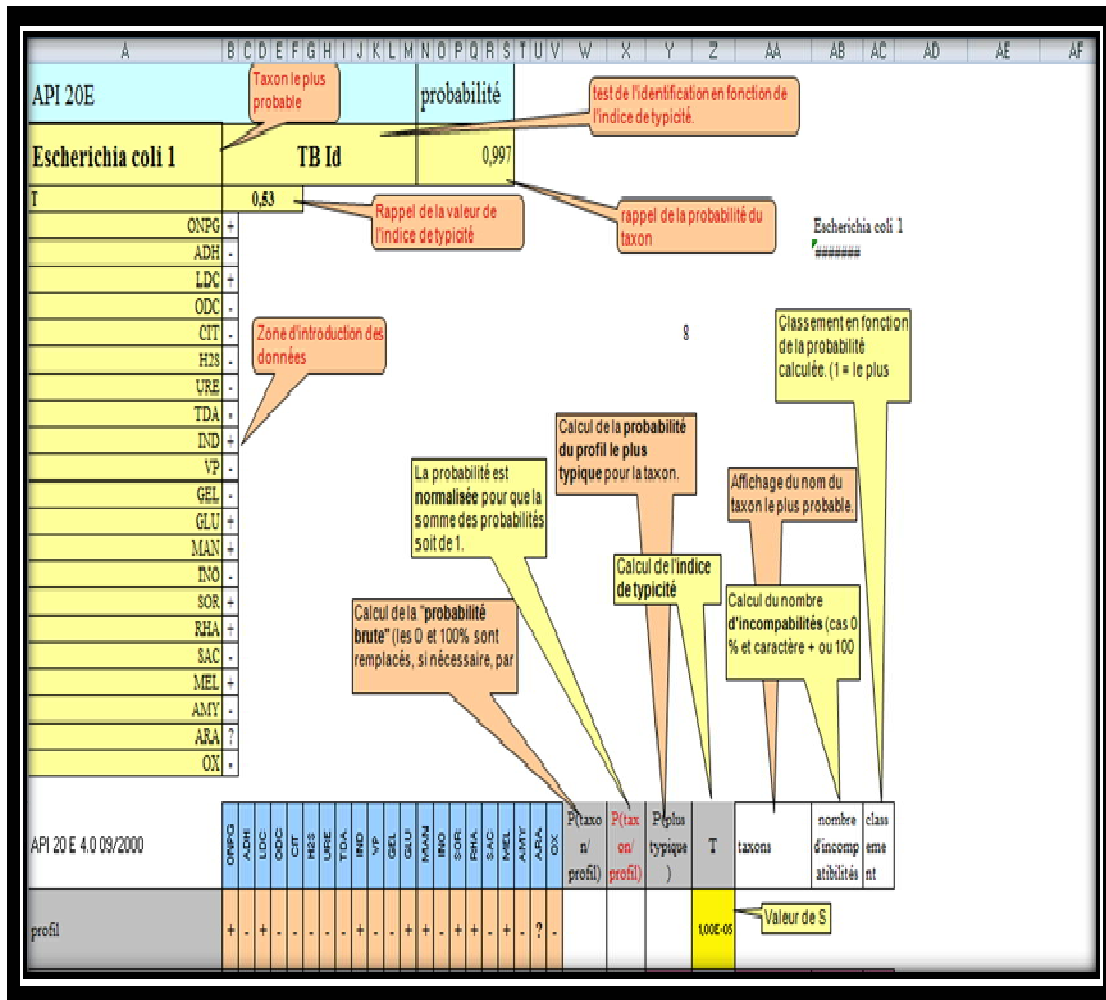 A B C D E F G H I J K L M N O P Q R S T U V W X Y Z AA AB AC AD AE AF
API 20E probabilité
Taxon le plus
probable
test de l'identification en fonction de
l'indice de typicité.
Escherichia coli 1 TB Id 0,997
T 0,53
Rappel de la valeur de
l'indice de typicité
rappel de la probabilité du
taxon
Escherichia coli 1
#######
ONPG +
ADH -
LDC +
ODC -
CIT -
H2S -
URE -
TDA -
IND +
VP -
GEL -
GLU +
MAN +
INO -
SOR +
RHA +
SAC -
MEL +
AMY -
ARA ?
OX -
Zone d'introduction des
données
8
Classement en fonction
de la probabilité
calculée. (1 = le plus
Calcul de la probabilité
du profil le plus
typique pour la taxon.
La probabilité est
normalisée pour que la
somme des probabilités
soit de 1.
Affichage du nom du
taxon le plus probable.
Calcul de l'indice
de typicité
Calcul du nombre
d'incompabilités (cas 0
% et caractère + ou 100
Calcul de la "probabilité
brute" (les 0 et 100% sont
remplacés, si nécessaire, par
API 20 E 4.0 09/2000 ONPG ADH LDC ODC CIT H2S URE TDA IND VP GEL GLU MAN INO SOR RHA SAC MEL AMY ARA OX
P(taxo
n/
profil)
P(tax
on/
profil)
P(plus
typique
)
T
taxons
nombre
d'incomp
atibilités
class
eme
nt
profil + - + - - - - - + - - + + - + + - + - ? - 1,00E-05
Valeur de S